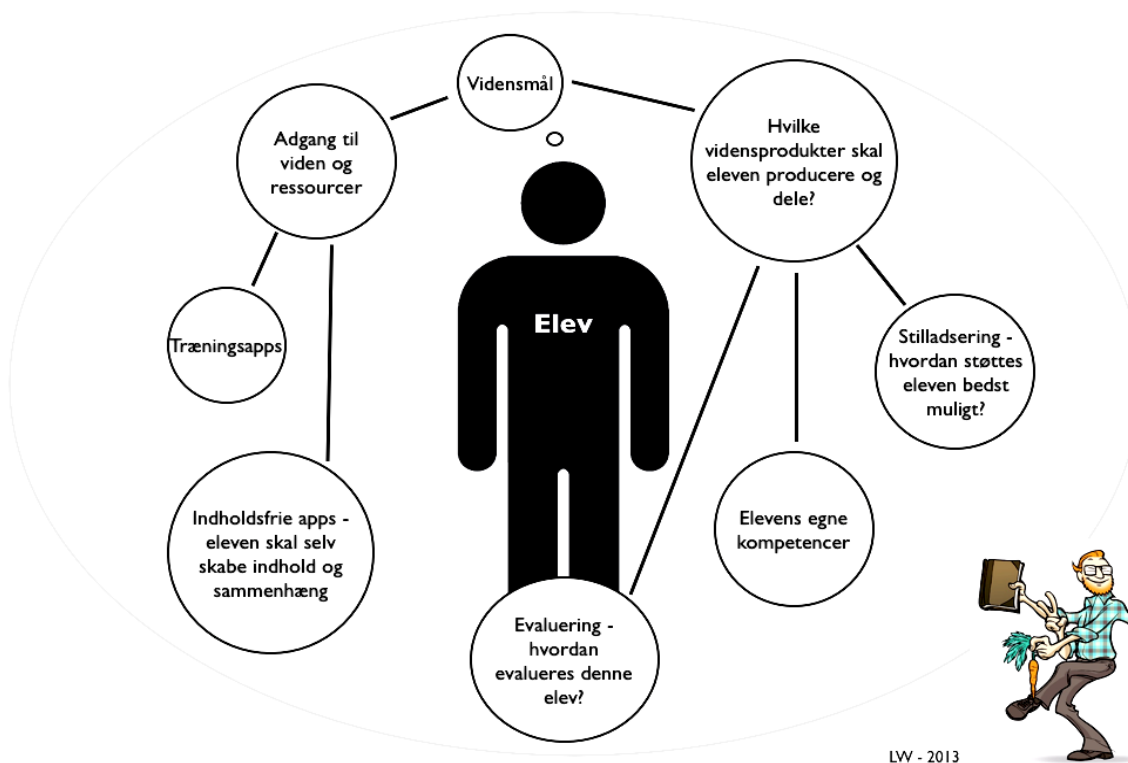 Vidensmål
Adgang til
viden og
ressourcer
Hvilke
vidensprodukter skal
eleven producere og
dele?
Træningsapps
Elev
Stilladsering -
hvordan støttes
eleven bedst
muligt?
Indholdsfrie apps -
eleven skal selv
skabe indhold og
sammenhæng
Elevens egne
kompetencer
Evaluering -
hvordan
evalueres denne
elev?
LW - 2013